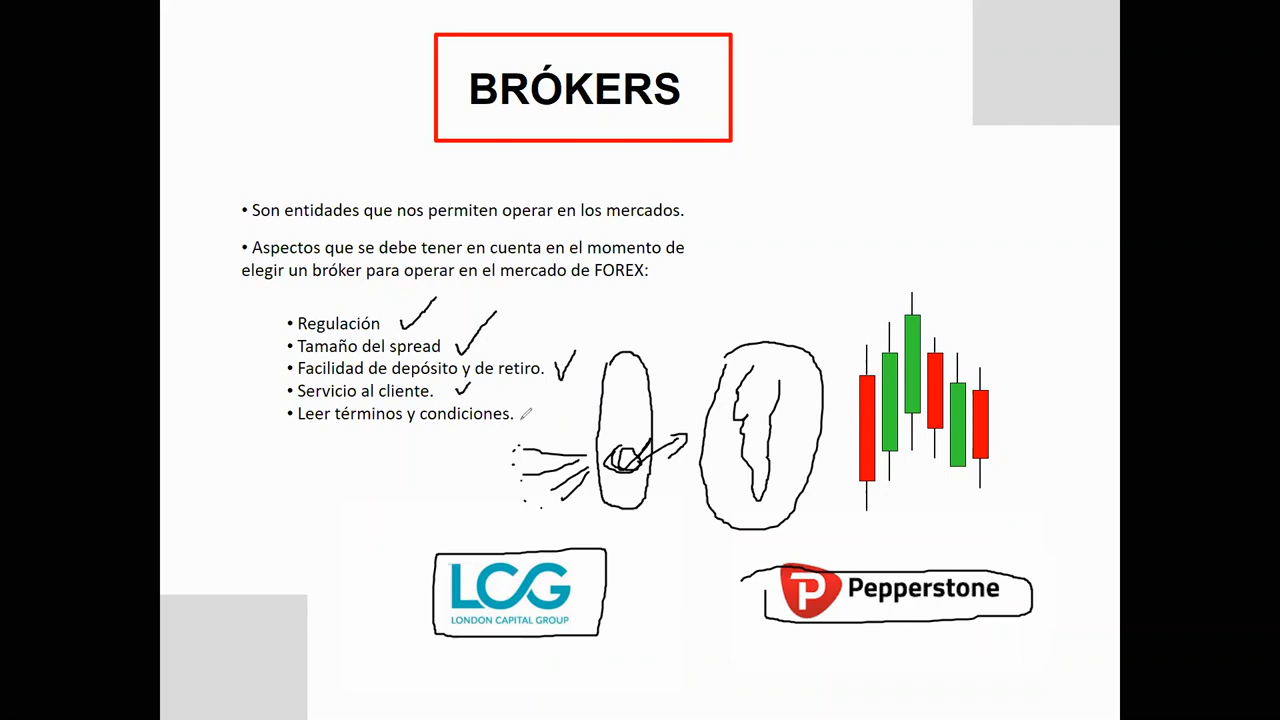 BRÓKERS
• Son entidades que nos permiten operar en los mercados.
• Aspectos que se debe tener en cuenta en el momento de
elegir un bróker para operar en el mercado de FOREX:
• Regulación
• Tamaño del spread
• Facilidad de depósito y de retiro.
• Servicio al cliente.
• Leer términos y condiciones.
LCG
LONDON CAPITAL GROUP
P Pepperstone